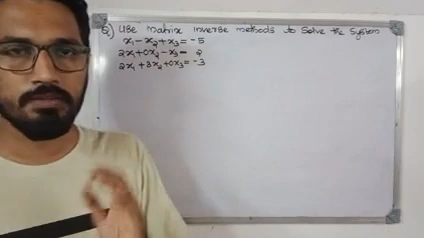 Q) Use matrix inverse methods to Solve the System
x₁ - x₂ + x₃ = -5
2x₁ + 0x₂ - x₃ = 2
2x₁ + 3x₂ + 0x₃ = -3